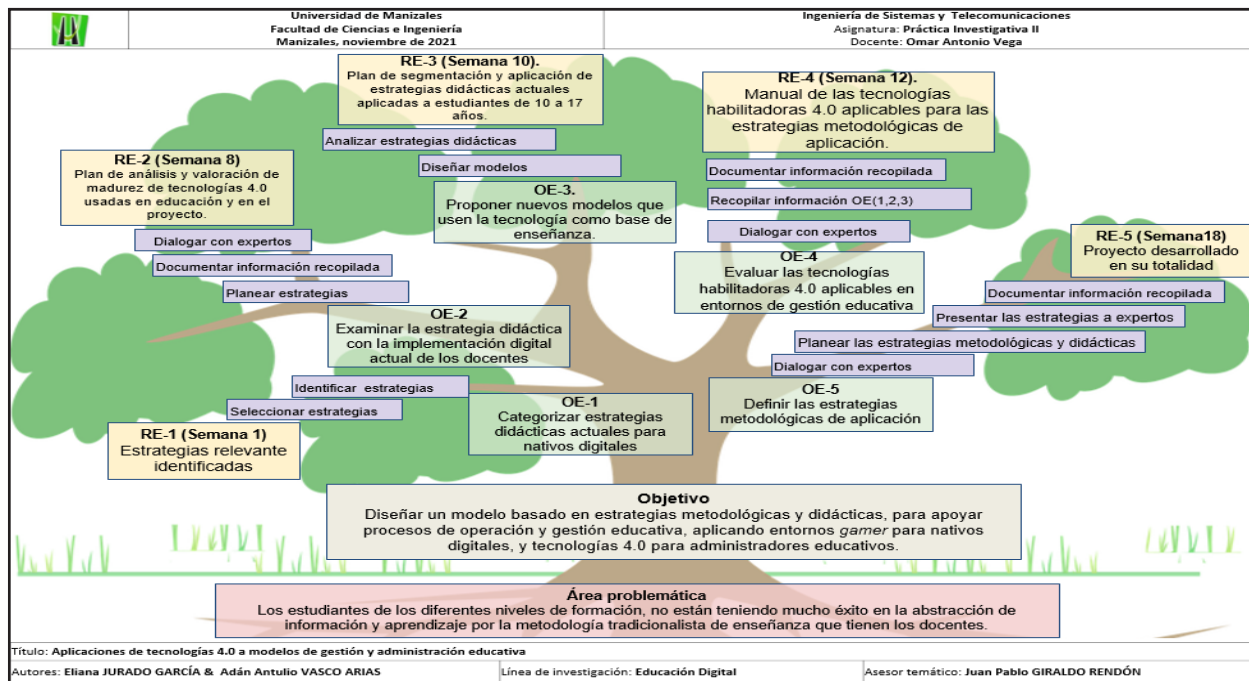 Universidad de Manizales
Facultad de Ciencias e Ingeniería
Manizales, noviembre de 2021
Ingeniería de Sistemas y Telecomunicaciones
Asignatura: Práctica Investigativa II
Docente: Omar Antonio Vega
RE-3 (Semana 10).
Plan de segmentación y aplicación de
estrategias didácticas actuales
aplicadas a estudiantes de 10 a 17
años.
Analizar estrategias didácticas
Diseñar modelos
OE-3.
Proponer nuevos modelos que
usen la tecnología como base de
enseñanza.
RE-4 (Semana 12).
Manual de las tecnologías
habilitadoras 4.0 aplicables para las
estrategias metodológicas de
aplicación.
Documentar información recopilada
Recopilar información OE(1,2,3)
Dialogar con expertos
OE-4
Evaluar las tecnologías
habilitadoras 4.0 aplicables en
entornos de gestión educativa
RE-2 (Semana 8)
Plan de análisis y valoración de
madurez de tecnologías 4.0
usadas en educación y en el
proyecto.
Dialogar con expertos
Documentar información recopilada
Planear estrategias
OE-2
Examinar la estrategia didáctica
con la implementación digital
actual de los docentes
RE-5 (Semana18)
Proyecto desarrollado
en su totalidad
Documentar información recopilada
Presentar las estrategias a expertos
Planear las estrategias metodológicas y didácticas
Dialogar con expertos
OE-5
Definir las estrategias
metodológicas de aplicación
Identificar estrategias
Seleccionar estrategias
RE-1 (Semana 1)
Estrategias relevante
identificadas
OE-1
Categorizar estrategias
didácticas actuales para
nativos digitales
Objetivo
Diseñar un modelo basado en estrategias metodológicas y didácticas, para apoyar
procesos de operación y gestión educativa, aplicando entornos gamer para nativos
digitales, y tecnologías 4.0 para administradores educativos.
Área problemática
Los estudiantes de los diferentes niveles de formación, no están teniendo mucho éxito en la abstracción de
información y aprendizaje por la metodología tradicionalista de enseñanza que tienen los docentes.
Título: Aplicaciones de tecnologías 4.0 a modelos de gestión y administración educativa
Autores: Eliana JURADO GARCÍA & Adán Antulio VASCO ARIAS
Línea de investigación: Educación Digital
Asesor temático: Juan Pablo GIRALDO RENDÓN